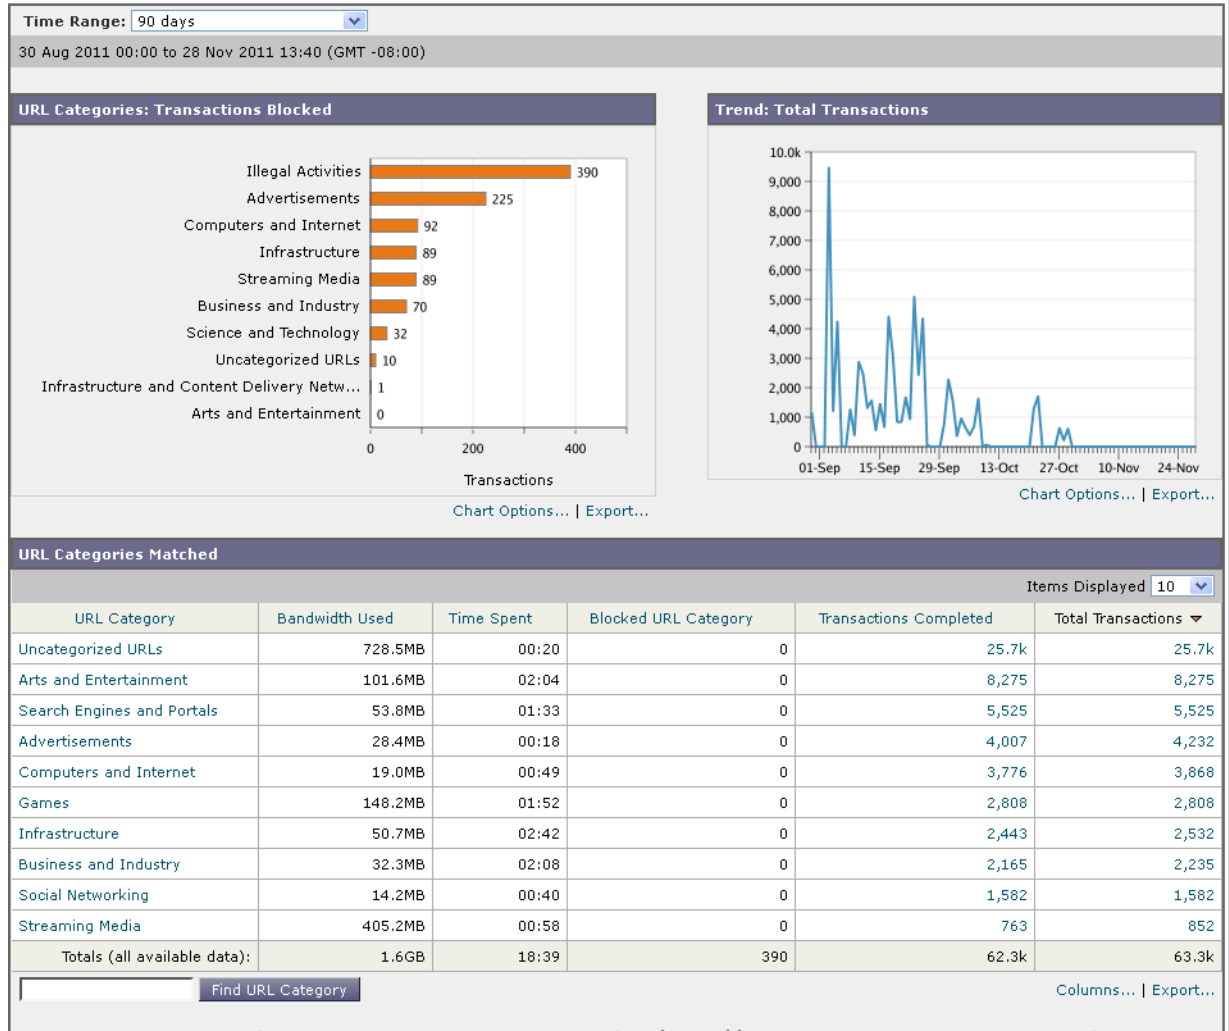 Time Range: 90 days
30 Aug 2011 00:00 to 28 Nov 2011 13:40 (GMT -08:00)
URL Categories: Transactions Blocked
Illegal Activities 390
Advertisements 225
Computers and Internet 92
Infrastructure 89
Streaming Media 89
Business and Industry 70
Science and Technology 32
Uncategorized URLs 10
Infrastructure and Content Delivery Netw... 1
Arts and Entertainment 0
0 200 400
Transactions
Chart Options... | Export...
Trend: Total Transactions
10.0k
9,000
8,000
7,000
6,000
5,000
4,000
3,000
2,000
1,000
0
01-Sep 15-Sep 29-Sep 13-Oct 27-Oct 10-Nov 24-Nov
Chart Options... | Export...
URL Categories Matched
Items Displayed 10
URL Category Bandwidth Used Time Spent Blocked URL Category Transactions Completed Total Transactions
Uncategorized URLs 728.5MB 00:20 0 25.7k 25.7k
Arts and Entertainment 101.6MB 02:04 0 8,275 8,275
Search Engines and Portals 53.8MB 01:33 0 5,525 5,525
Advertisements 28.4MB 00:18 0 4,007 4,232
Computers and Internet 19.0MB 00:49 0 3,776 3,868
Games 148.2MB 01:52 0 2,808 2,808
Infrastructure 50.7MB 02:42 0 2,443 2,532
Business and Industry 32.3MB 02:08 0 2,165 2,235
Social Networking 14.2MB 00:40 0 1,582 1,582
Streaming Media 405.2MB 00:58 0 763 852
Totals (all available data): 1.6GB 18:39 390 62.3k 63.3k
Find URL Category
Columns... | Export...